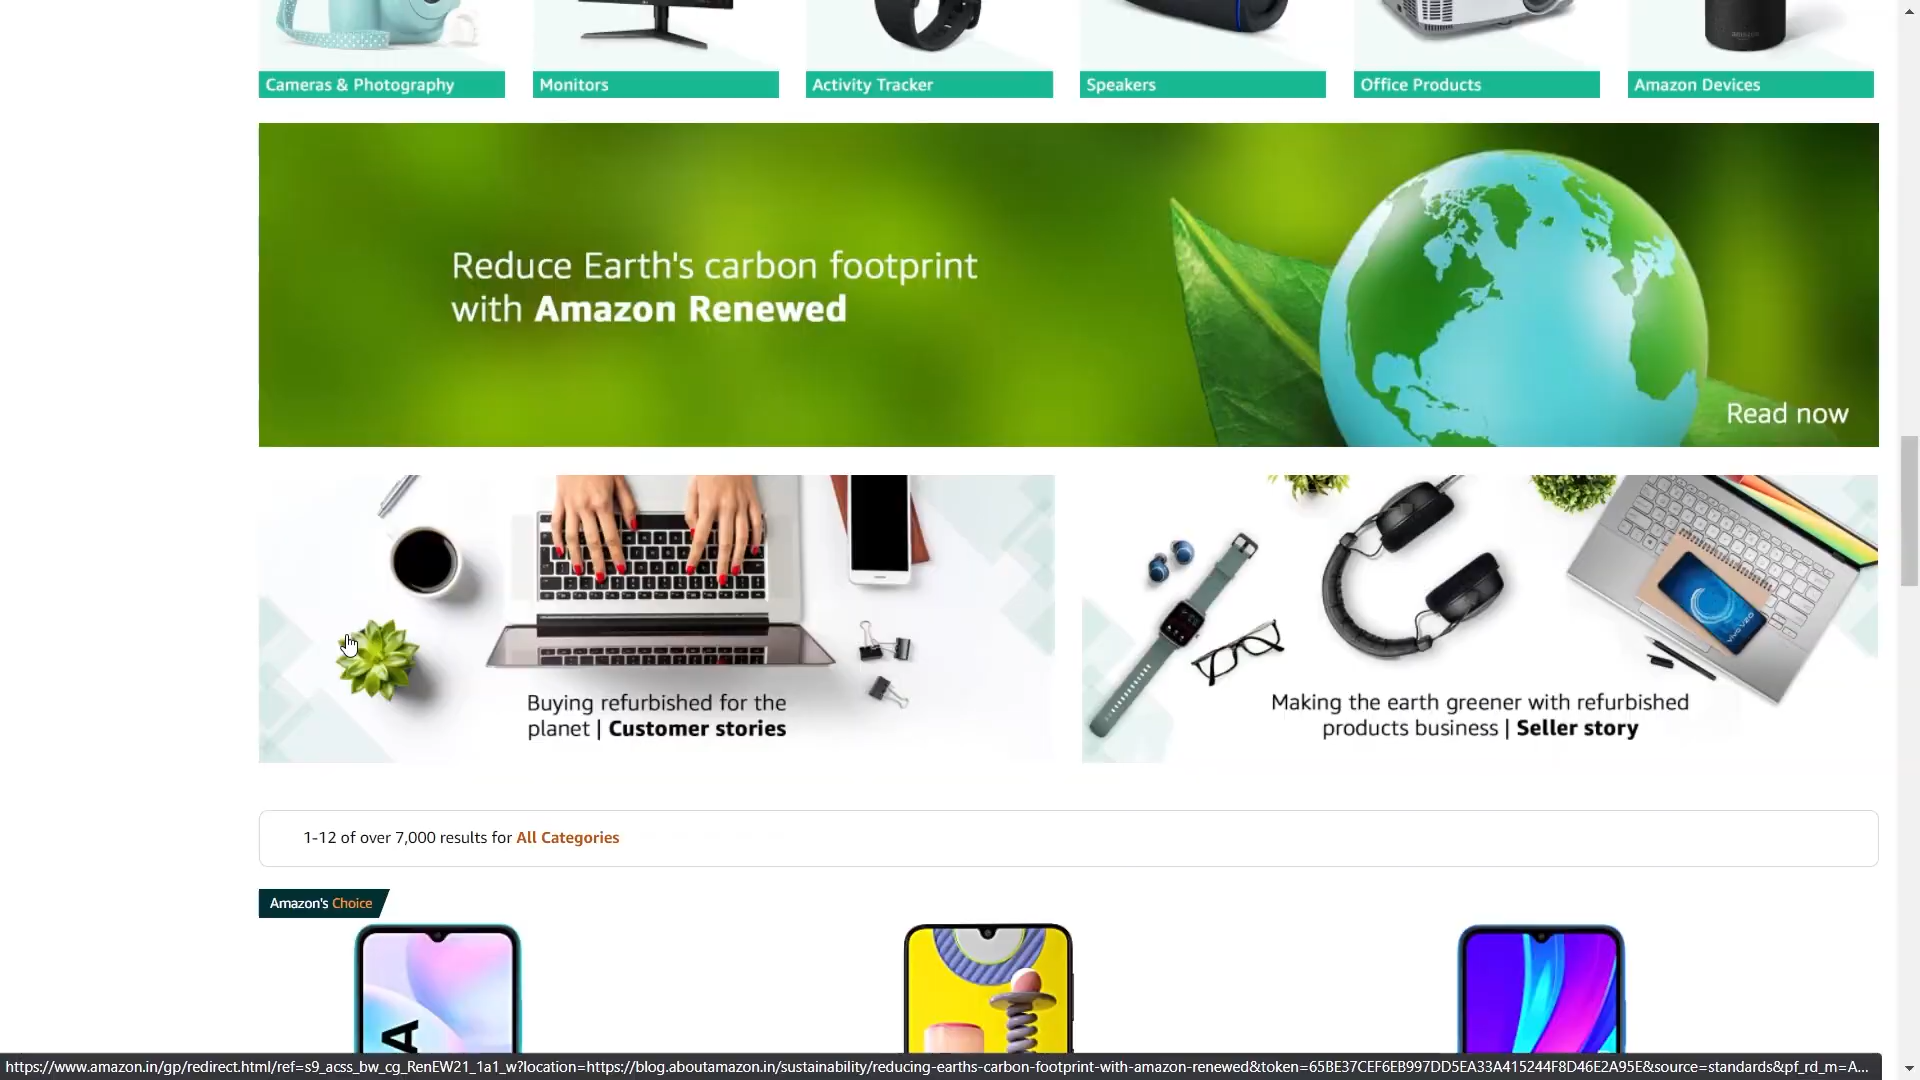 Cameras & Photography
Monitors
Activity Tracker
Speakers
Office Products
Amazon Devices
Reduce Earth's carbon footprint
with Amazon Renewed
Read now
Buying refurbished for the
planet | Customer stories
Making the earth greener with refurbished
products business | Seller story
1-12 of over 7,000 results for All Categories
Amazon's Choice
https://www.amazon.in/gp/redirect.html/ref=s9_acss_bw_cg_RenEW21_1a1_w?location=https://blog.aboutamazon.in/sustainability/reducing-earths-carbon-footprint-with-amazon-renewed&token=65BE37CEF6EB997DD5EA33A415244F8D46E2A95E&source=standards&pf_rd_m=A...